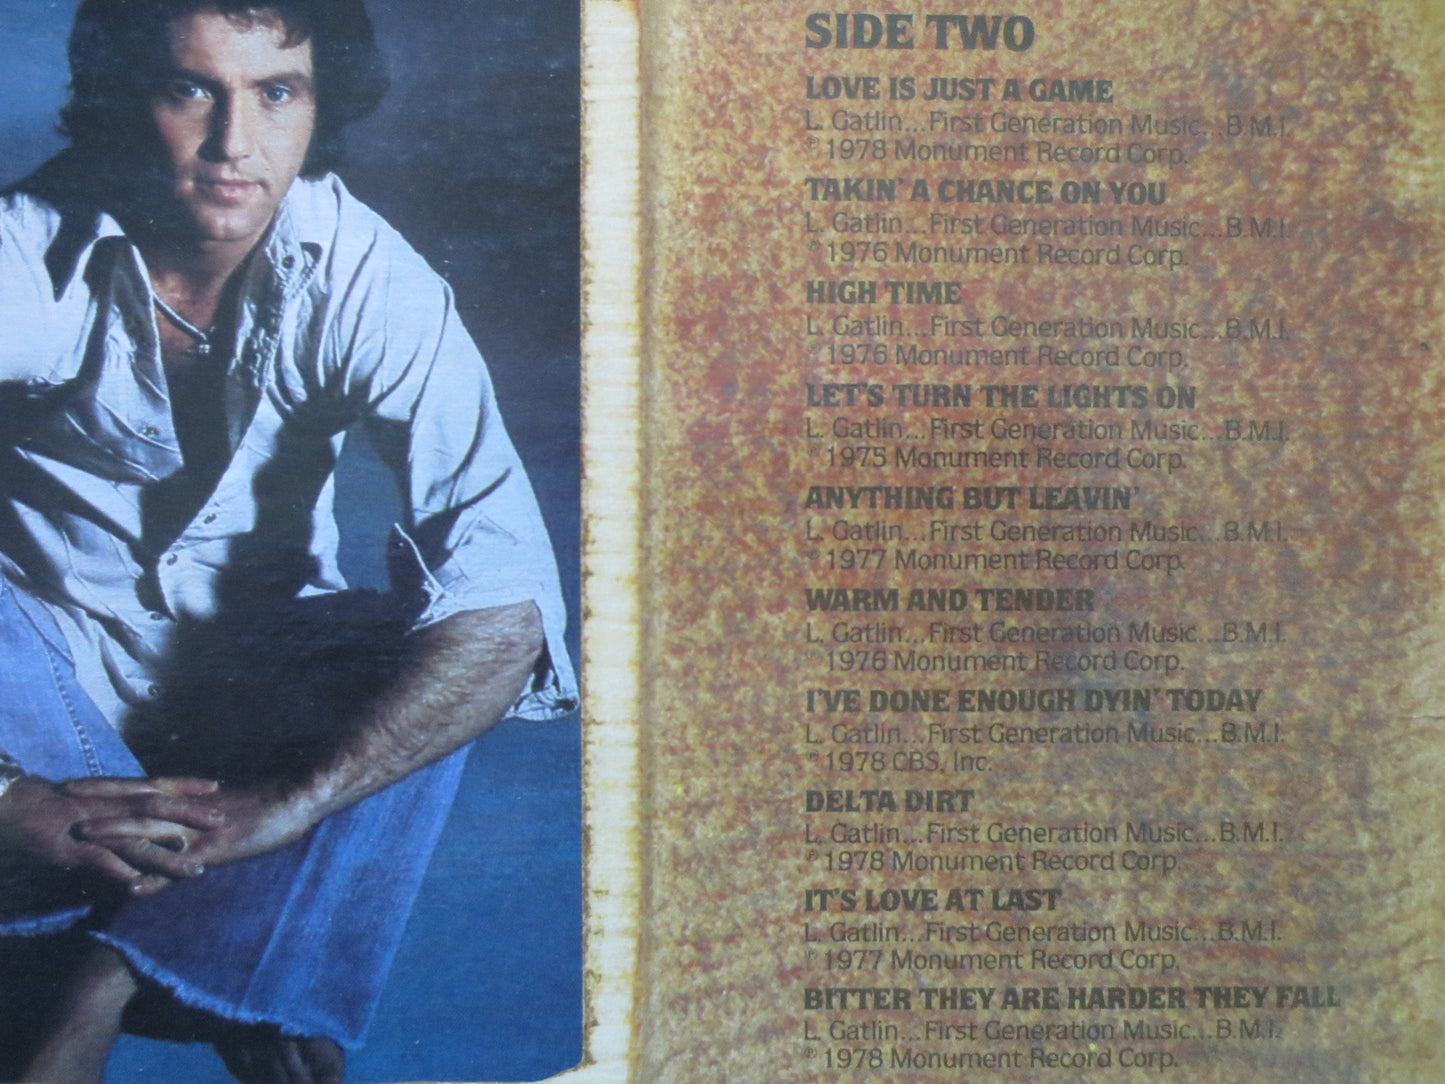 SIDE TWO
LOVE IS JUST A GAME
L. Gatlin...First Generation Music...B.M.I.
℗ 1978 Monument Record Corp.
TAKIN' A CHANCE ON YOU
L. Gatlin...First Generation Music...B.M.I.
℗ 1976 Monument Record Corp.
HIGH TIME
L. Gatlin...First Generation Music...B.M.I.
℗ 1976 Monument Record Corp.
LET'S TURN THE LIGHTS ON
L. Gatlin...First Generation Music...B.M.I.
℗ 1975 Monument Record Corp.
ANYTHING BUT LEAVIN'
L. Gatlin...First Generation Music...B.M.I.
℗ 1977 Monument Record Corp.
WARM AND TENDER
L. Gatlin...First Generation Music...B.M.I.
℗ 1976 Monument Record Corp.
I'VE DONE ENOUGH DYIN' TODAY
L. Gatlin...First Generation Music...B.M.I.
℗ 1978 CBS, Inc.
DELTA DIRT
L. Gatlin...First Generation Music...B.M.I.
℗ 1978 Monument Record Corp.
IT'S LOVE AT LAST
L. Gatlin...First Generation Music...B.M.I.
℗ 1977 Monument Record Corp.
BITTER THEY ARE HARDER THEY FALL
L. Gatlin...First Generation Music...B.M.I.
℗ 1978 Monument Record Corp.